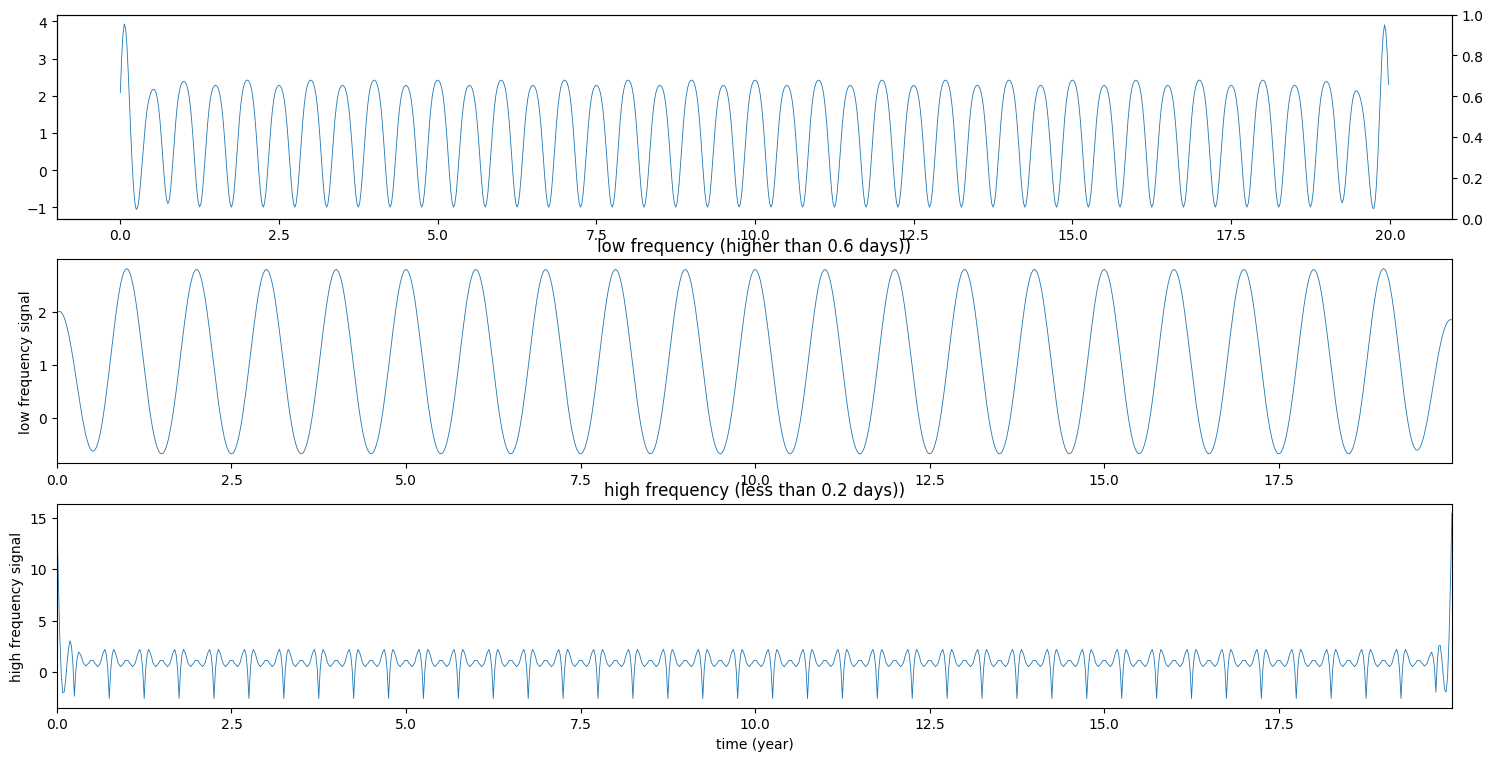 4
3
2
1
0
−1
1.0
0.8
0.6
0.4
0.2
0.0
0.0 2.5 5.0 7.5 10.0 12.5 15.0 17.5 20.0
low frequency (higher than 0.6 days))
low frequency signal
2
1
0
0.0 2.5 5.0 7.5 10.0 12.5 15.0 17.5
high frequency (less than 0.2 days))
high frequency signal
15
10
5
0
0.0 2.5 5.0 7.5 10.0 12.5 15.0 17.5
time (year)